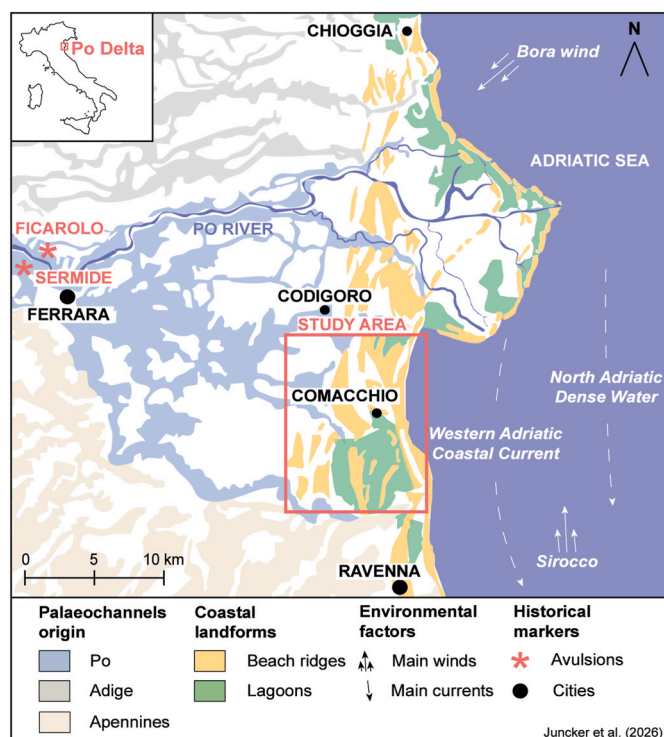 Po Delta
CHIOGGIA
N
Bora wind
ADRIATIC SEA
FICAROLO
PO RIVER
SERMIDE
FERRARA
CODIGORO
STUDY AREA
COMACCHIO
North Adriatic
Dense Water
Western Adriatic
Coastal Current
Sirocco
0 5 10 km
RAVENNA
Palaeochannels
origin
Po
Adige
Apennines
Coastal
landforms
Beach ridges
Lagoons
Environmental
factors
Main winds
Main currents
Historical
markers
Avulsions
Cities
Juncker et al. (2026)